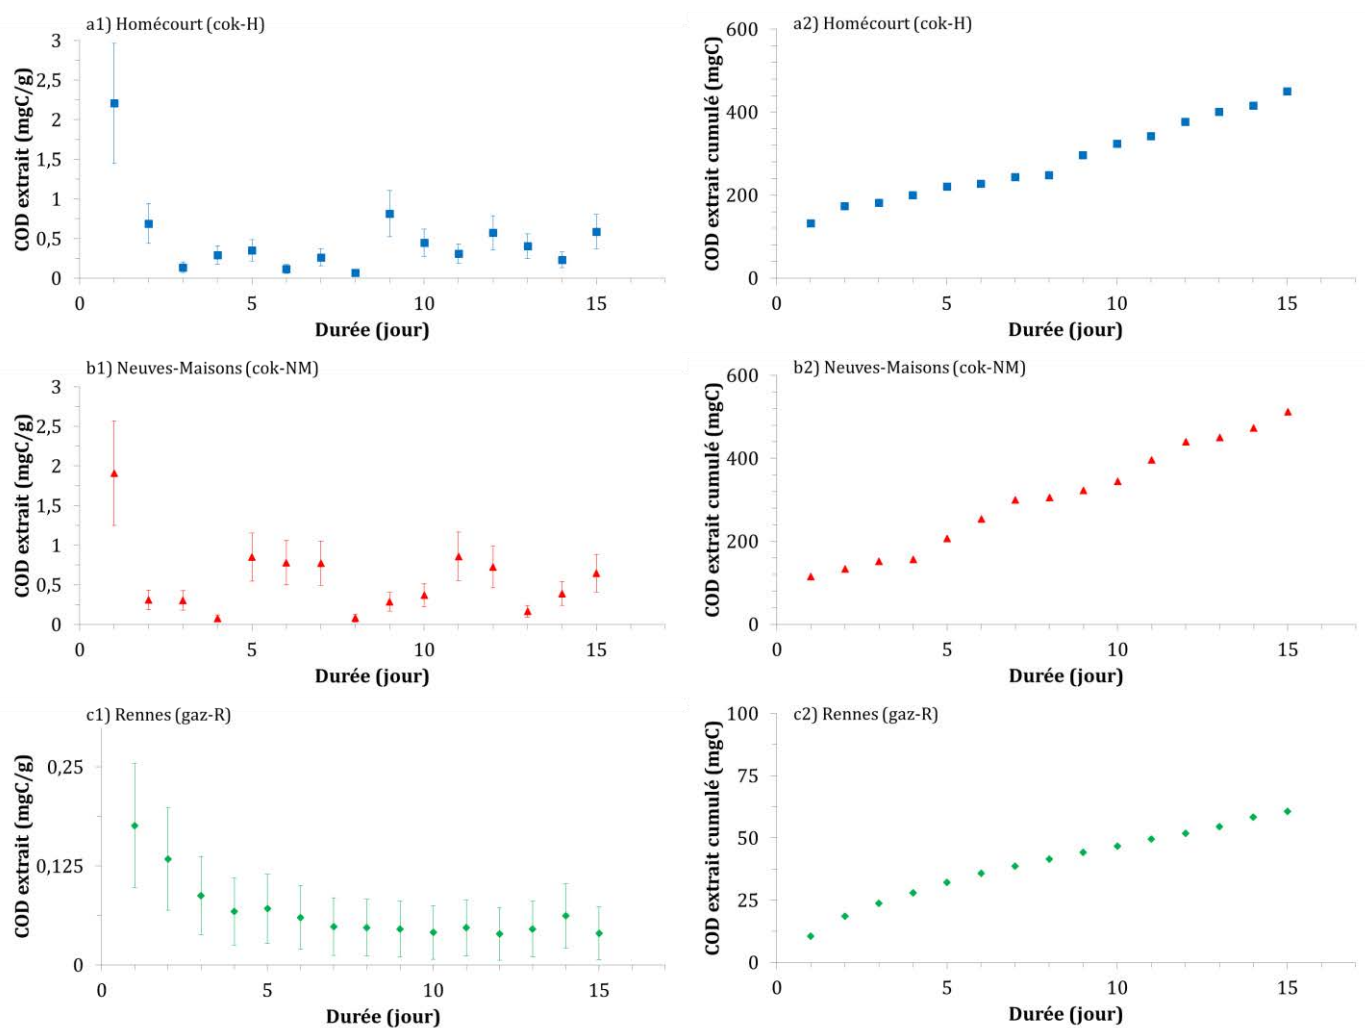 a1) Homécourt (cok-H)
COD extrait (mgC/g)
3
2,5
2
1,5
1
0,5
0
0 5 10 15
Durée (jour)
a2) Homécourt (cok-H)
COD extrait cumulé (mgC)
600
400
200
0
0 5 10 15
Durée (jour)
b1) Neuves-Maisons (cok-NM)
COD extrait (mgC/g)
3
2,5
2
1,5
1
0,5
0
0 5 10 15
Durée (jour)
b2) Neuves-Maisons (cok-NM)
COD extrait cumulé (mgC)
600
400
200
0
0 5 10 15
Durée (jour)
c1) Rennes (gaz-R)
COD extrait (mgC/g)
0,25
0,125
0
0 5 10 15
Durée (jour)
c2) Rennes (gaz-R)
COD extrait cumulé (mgC)
100
75
50
25
0
0 5 10 15
Durée (jour)